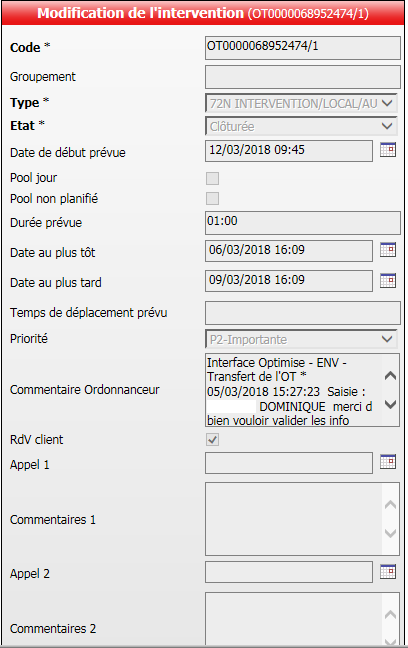 Modification de l'intervention (OT0000068952474/1)
Code * OT0000068952474/1
Groupement
Type * 72N INTERVENTION/LOCAL/AU
Etat * Clôturée
Date de début prévue 12/03/2018 09:45
Pool jour
Pool non planifié
Durée prévue 01:00
Date au plus tôt 06/03/2018 16:09
Date au plus tard 09/03/2018 16:09
Temps de déplacement prévu
Priorité P2-Importante
Commentaire Ordonnanceur
Interface Optimise - ENV -
Transfert de l'OT *
05/03/2018 15:27:23 Saisie :
DOMINIQUE merci d
bien vouloir valider les info
RdV client
Appel 1
Commentaires 1
Appel 2
Commentaires 2